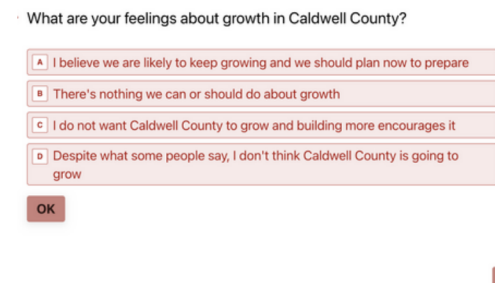 What are your feelings about growth in Caldwell County?
A I believe we are likely to keep growing and we should plan now to prepare
B There's nothing we can or should do about growth
C I do not want Caldwell County to grow and building more encourages it
D Despite what some people say, I don't think Caldwell County is going to
grow
OK